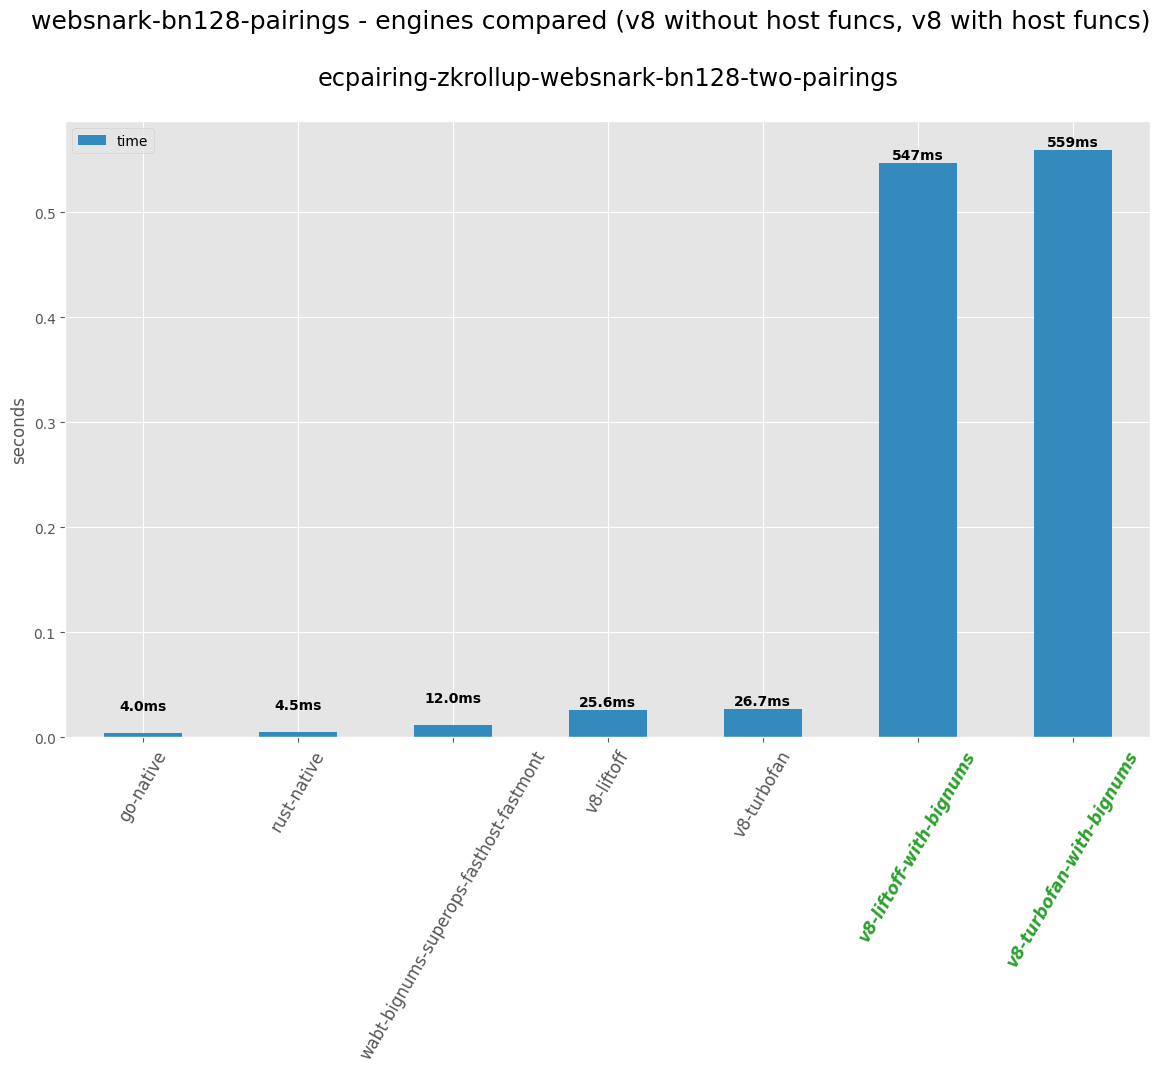 websnark-bn128-pairings - engines compared (v8 without host funcs, v8 with host funcs)
ecpairing-zkrollup-websnark-bn128-two-pairings
time
seconds
0.5
0.4
0.3
0.2
0.1
0.0
4.0ms
4.5ms
12.0ms
25.6ms
26.7ms
547ms
559ms
go-native
rust-native
wabt-bignums-superops-fasthost-fastmont
v8-liftoff
v8-turbofan
v8-liftoff-with-bignums
v8-turbofan-with-bignums